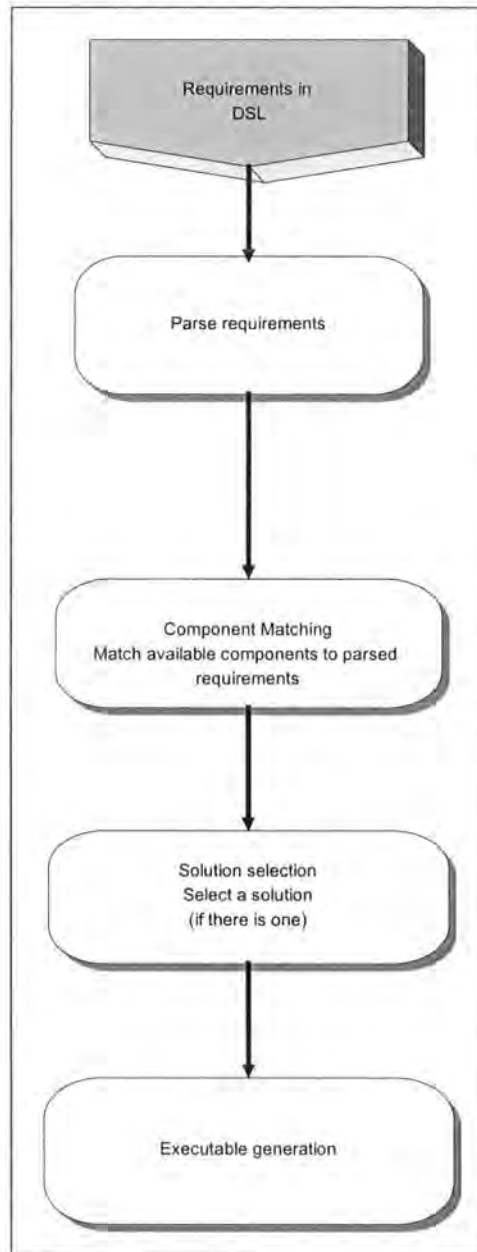 Requirements in
DSL
Parse requirements
Component Matching
Match available components to parsed
requirements
Solution selection
Select a solution
(if there is one)
Executable generation